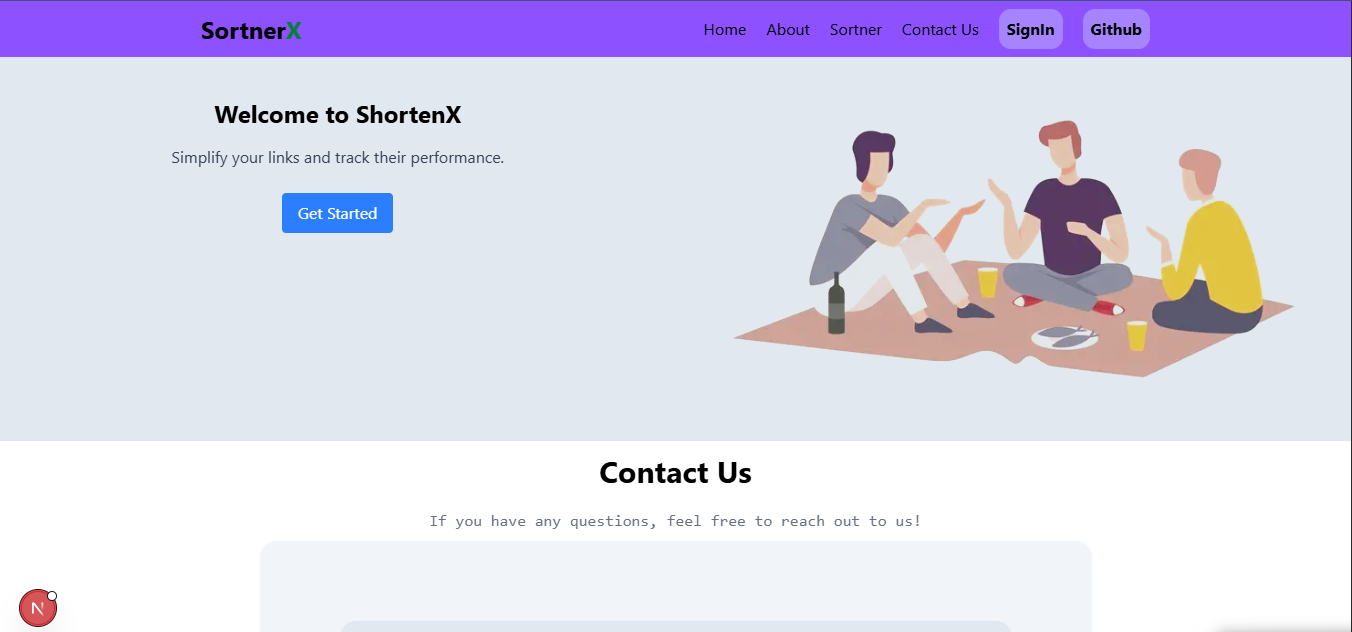 SortnerX
Home About Sortner Contact Us SignIn Github
Welcome to ShortenX
Simplify your links and track their performance.
Get Started
Contact Us
If you have any questions, feel free to reach out to us!
N